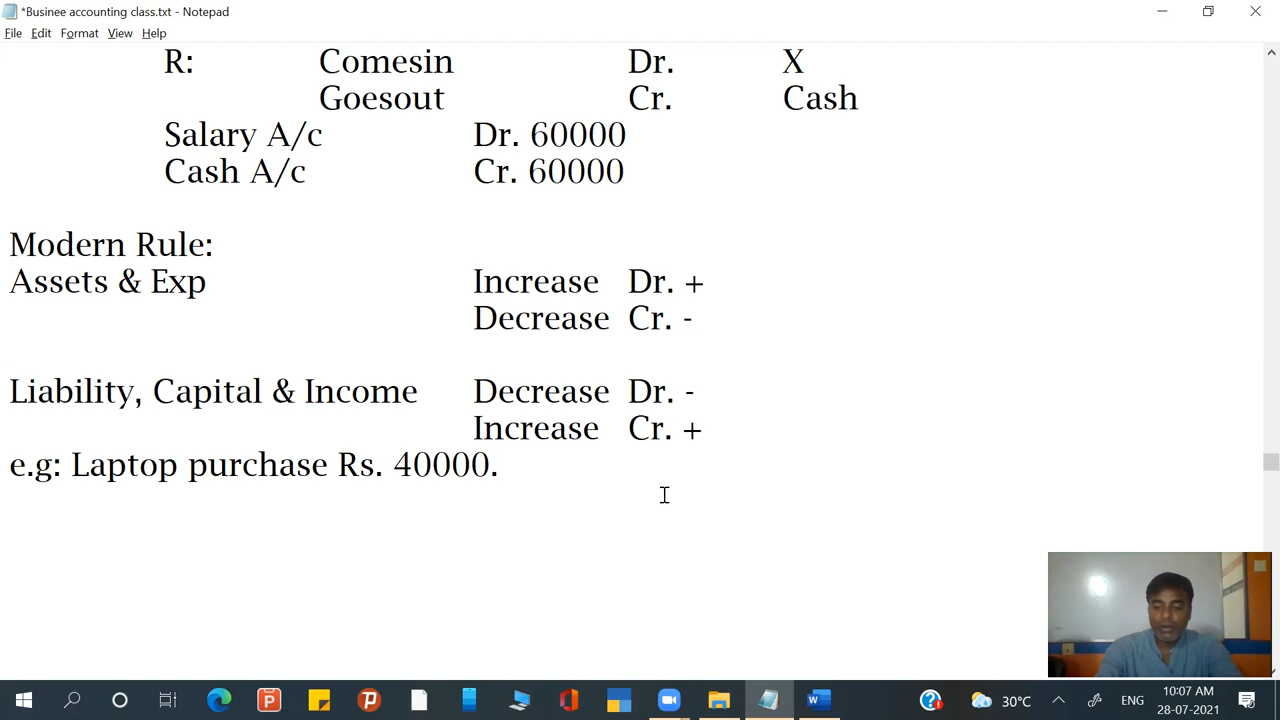 *Businee accounting class.txt - Notepad
File Edit Format View Help
R: Comesin Dr. X
Goesout Cr. Cash
Salary A/c Dr. 60000
Cash A/c Cr. 60000
Modern Rule:
Assets & Exp Increase Dr. +
Decrease Cr. -
Liability, Capital & Income Decrease Dr. -
Increase Cr. +
e.g: Laptop purchase Rs. 40000.
30°C ENG 10:07 AM
28-07-2021